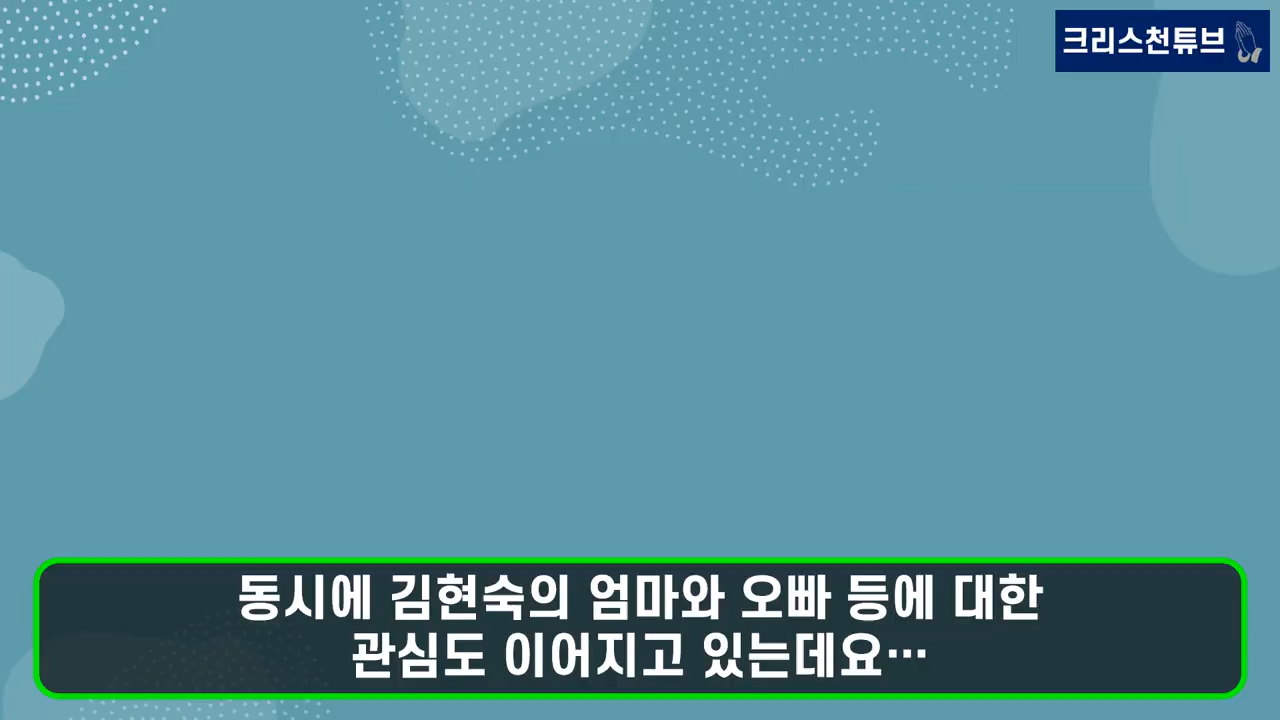 크리스천튜브
동시에 김현숙의 엄마와 오빠 등에 대한
관심도 이어지고 있는데요…